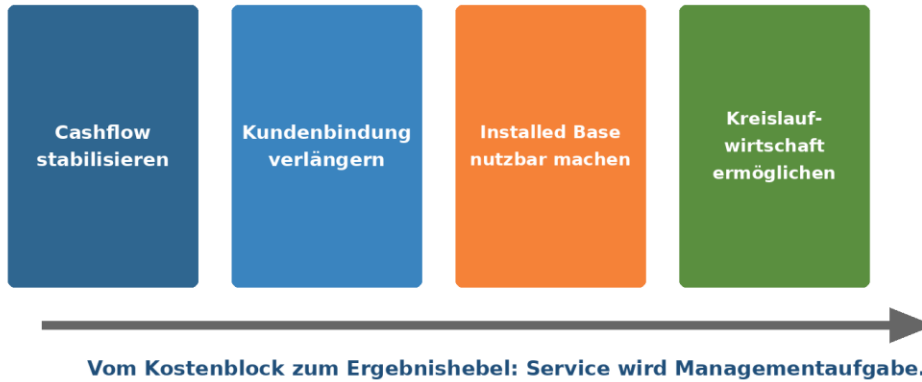 Cashflow
stabilisieren
Kundenbindung
verlängern
Installed Base
nutzbar machen
Kreislauf-
wirtschaft
ermöglichen
Vom Kostenblock zum Ergebnishebel: Service wird Managementaufgabe.